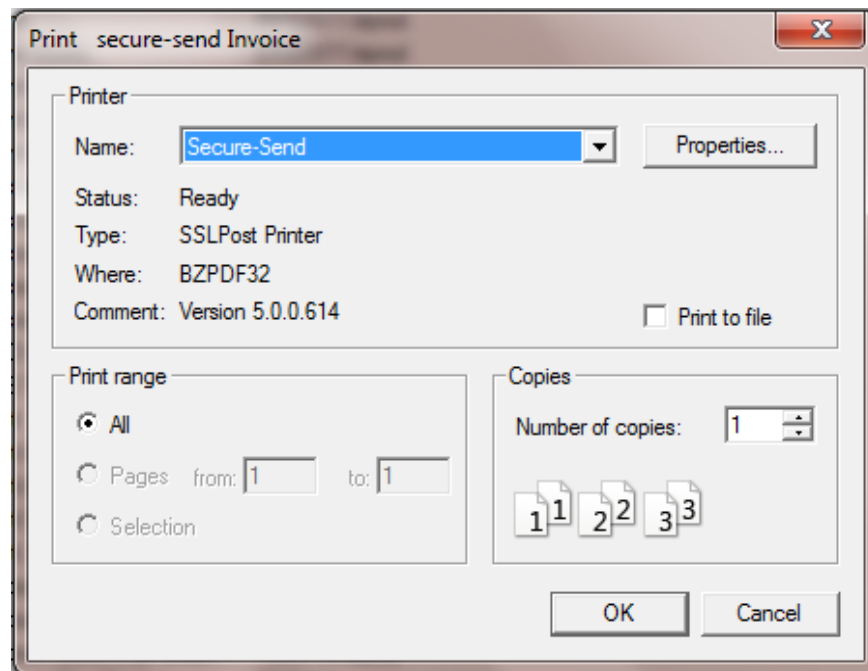 Print secure-send Invoice
Printer
Name: Secure-Send Properties...
Status: Ready
Type: SSLPost Printer
Where: BZPDF32
Comment: Version 5.0.0.614 Print to file
Print range
All
Pages from: 1 to: 1
Selection
Copies
Number of copies: 1
1 1 2 2 3 3
OK Cancel